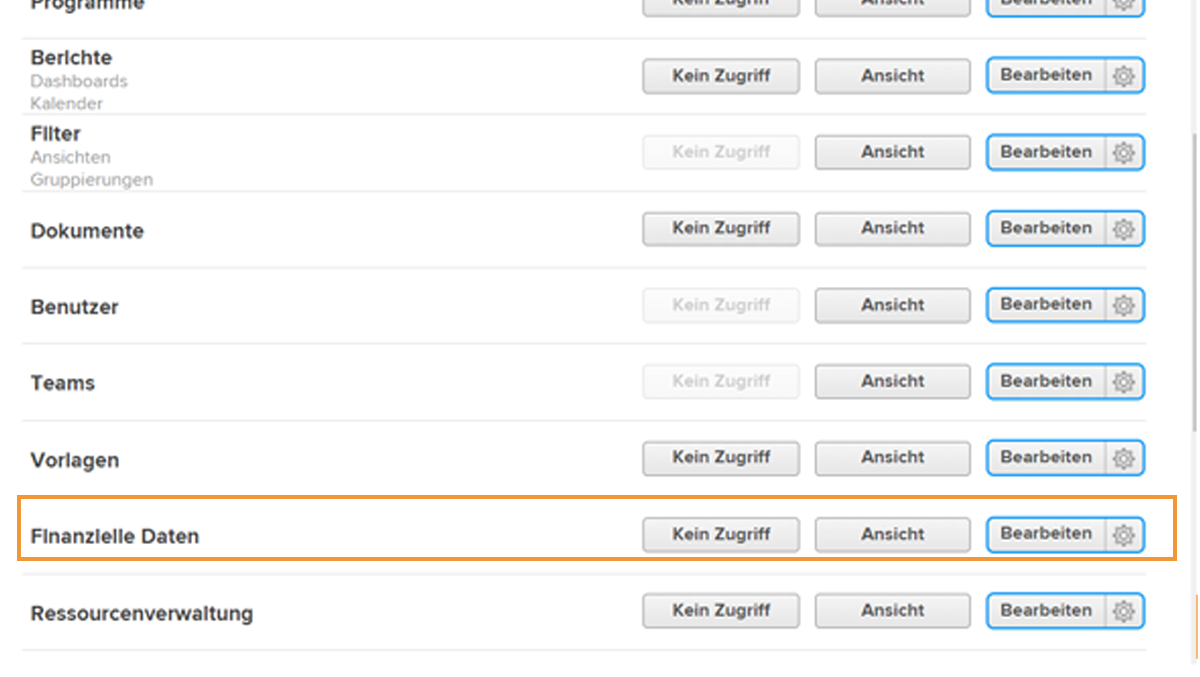 Programme Kein Zugriff Ansicht Bearbeiten
Berichte Kein Zugriff Ansicht Bearbeiten
Dashboards
Kalender
Filter Kein Zugriff Ansicht Bearbeiten
Ansichten
Gruppierungen
Dokumente Kein Zugriff Ansicht Bearbeiten
Benutzer Kein Zugriff Ansicht Bearbeiten
Teams Kein Zugriff Ansicht Bearbeiten
Vorlagen Kein Zugriff Ansicht Bearbeiten
Finanzielle Daten Kein Zugriff Ansicht Bearbeiten
Ressourcenverwaltung Kein Zugriff Ansicht Bearbeiten